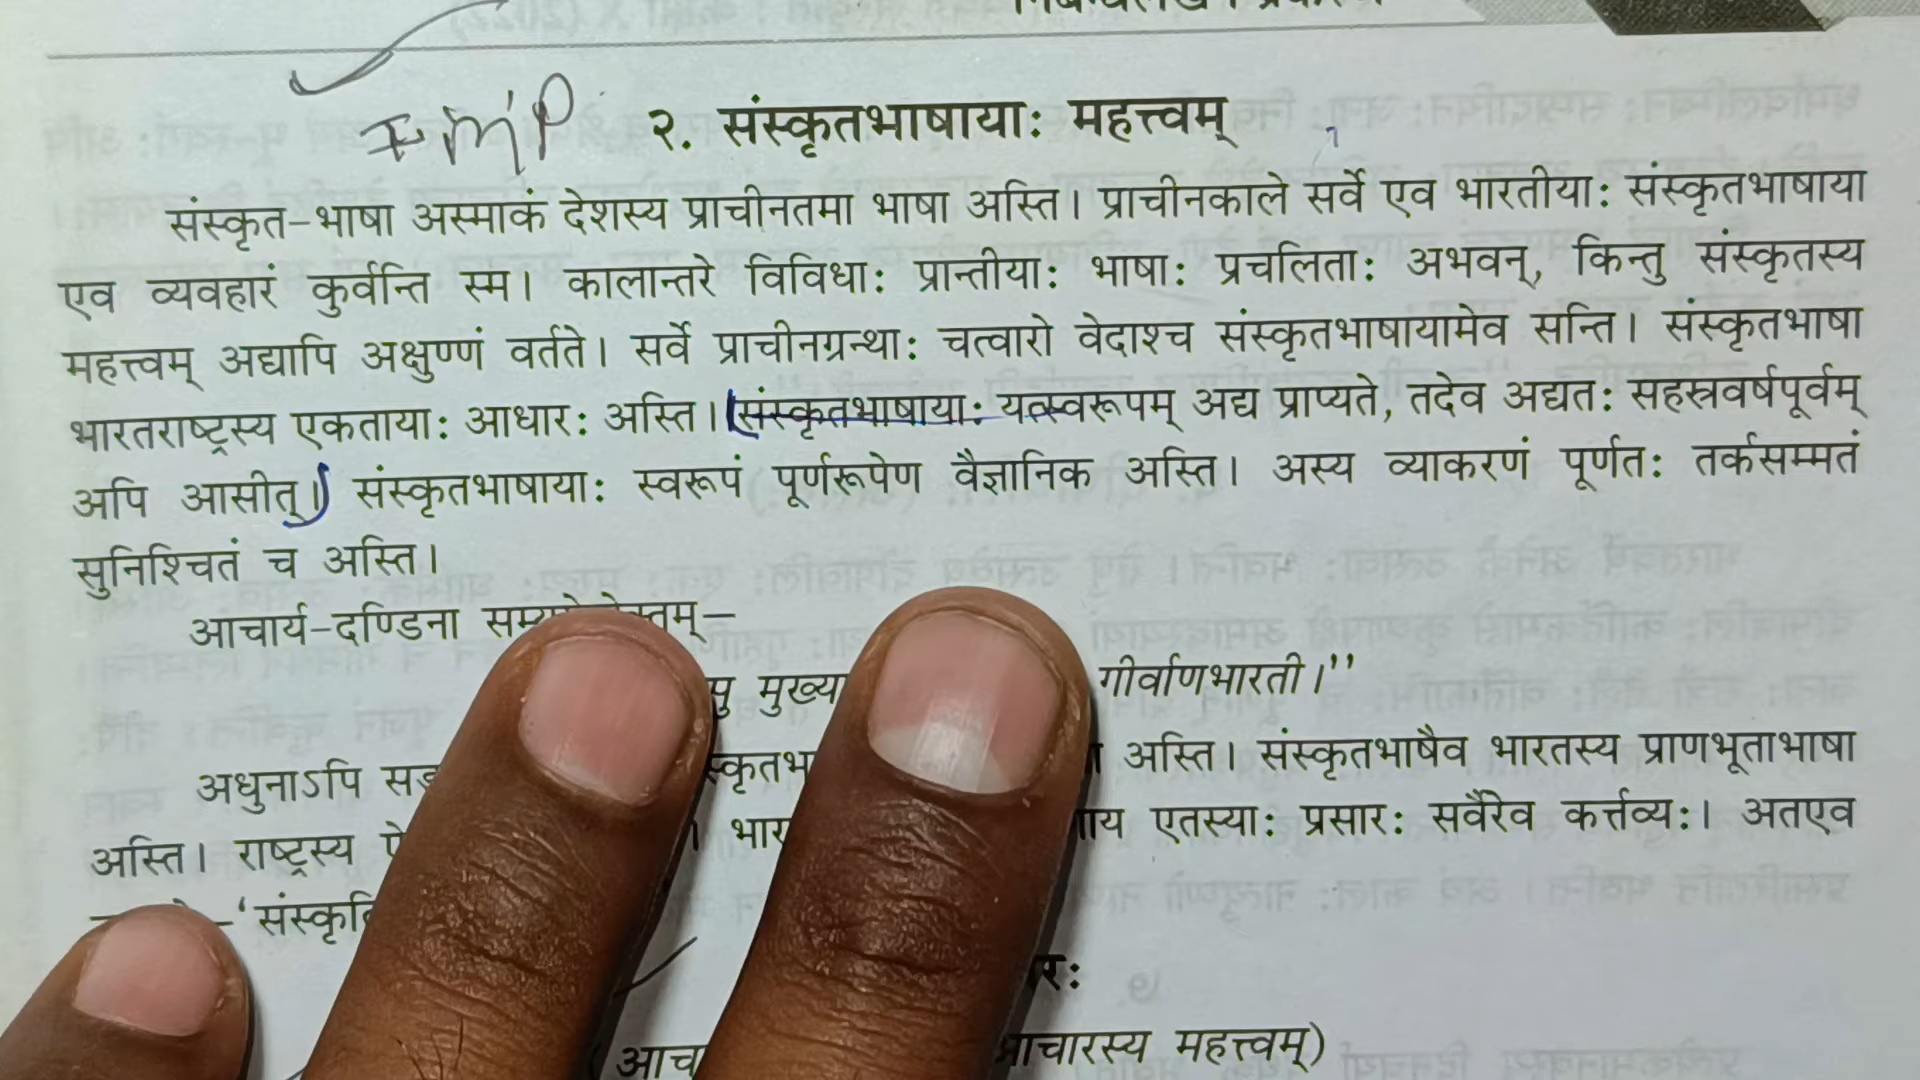 २. संस्कृतभाषायाः महत्त्वम्
संस्कृत-भाषा अस्माकं देशस्य प्राचीनतमा भाषा अस्ति। प्राचीनकाले सर्वे एव भारतीयाः संस्कृतभाषाया
एव व्यवहारं कुर्वन्ति स्म। कालान्तरे विविधाः प्रान्तीयाः भाषाः प्रचलिताः अभवन्, किन्तु संस्कृतस्य
महत्त्वम् अद्यापि अक्षुण्णं वर्तते। सर्वे प्राचीनग्रन्थाः चत्वारो वेदाश्च संस्कृतभाषायामेव सन्ति। संस्कृतभाषा
भारतराष्ट्रस्य एकतायाः आधारः अस्ति। संस्कृतभाषायाः यत्स्वरूपम् अद्य प्राप्यते, तदेव अद्यतः सहस्रवर्षपूर्वम्
अपि आसीत्। संस्कृतभाषायाः स्वरूपं पूर्णरूपेण वैज्ञानिक अस्ति। अस्य व्याकरणं पूर्णतः तर्कसम्मतं
सुनिश्चितं च अस्ति।
आचार्य-दण्डिना
गीर्वाणभारती।”
अधुनाऽपि अस्ति। संस्कृतभाषैव भारतस्य प्राणभूताभाषा
अस्ति। राष्ट्रस्य एतस्याः प्रसारः सर्वैरेव कर्त्तव्यः। अतएव
महत्त्वम्)